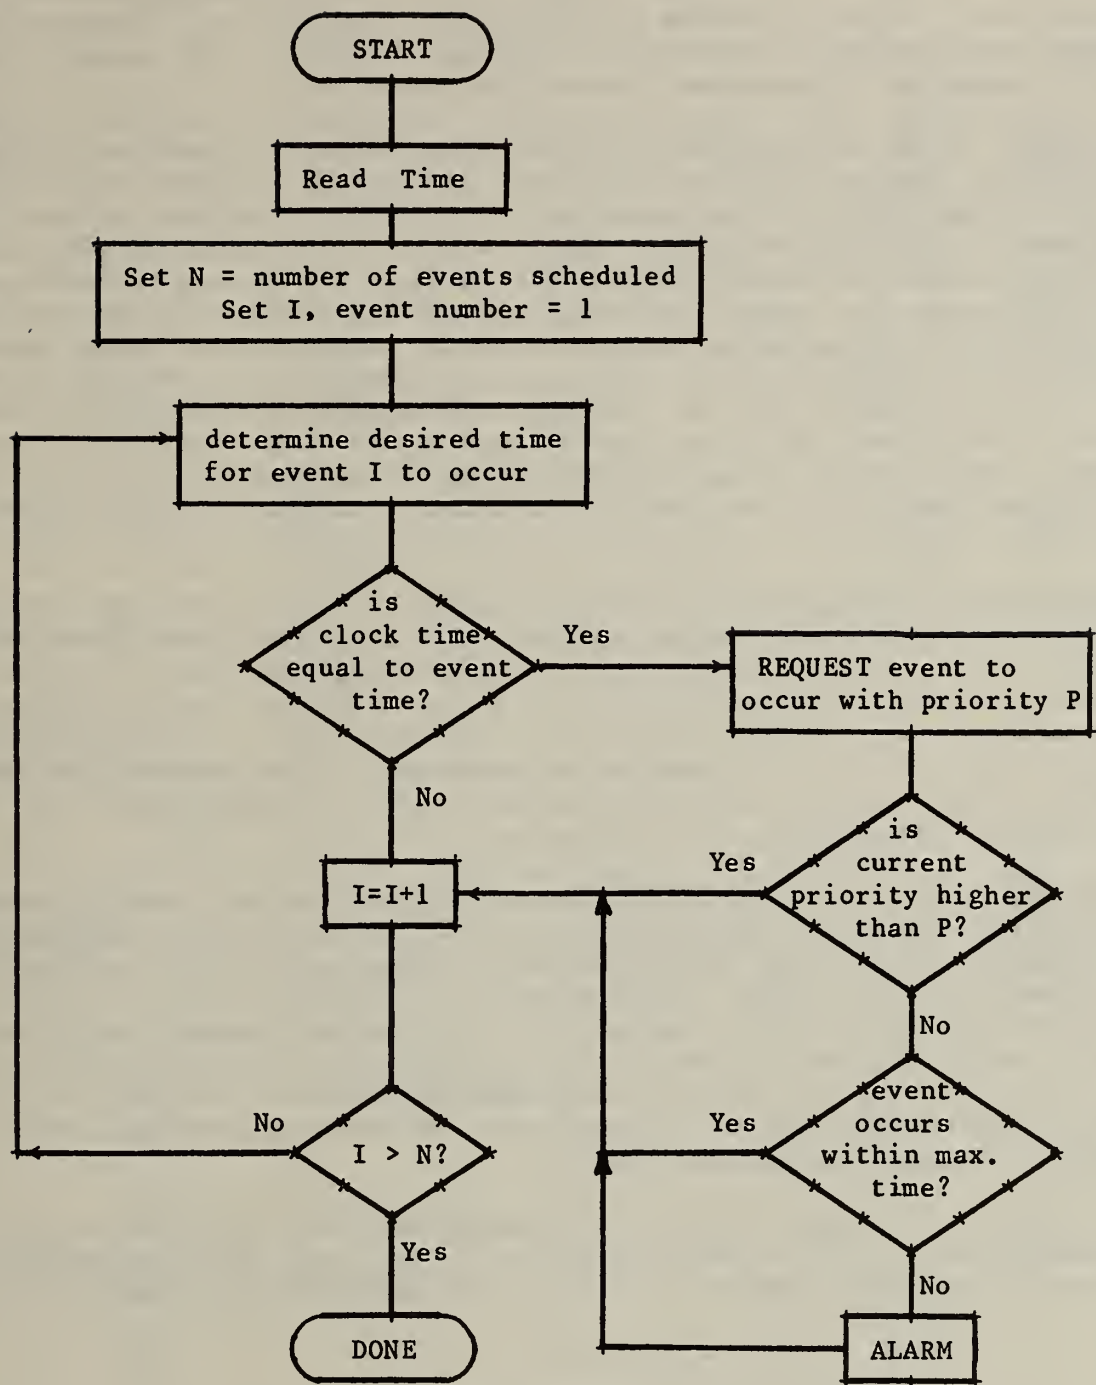 START
Read Time
Set N = number of events scheduled
Set I, event number = 1
determine desired time
for event I to occur
is
clock time
equal to event
time?
Yes
REQUEST event to
occur with priority P
No
is
current
priority higher
than P?
Yes
I=I+1
No
event
occurs
within max.
time?
Yes
No
I > N?
Yes
No
DONE
ALARM